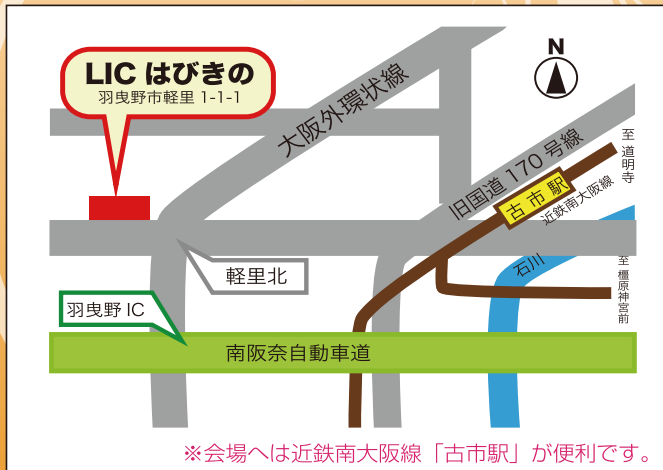 LIC はびきの
羽曳野市軽里 1-1-1
N
大阪外環状線
旧国道 170 号線
至 道明寺
古市駅
近鉄南大阪線
軽里北
石川
至 橿原神宮前
羽曳野 IC
南阪奈自動車道
※会場へは近鉄南大阪線「古市駅」が便利です。